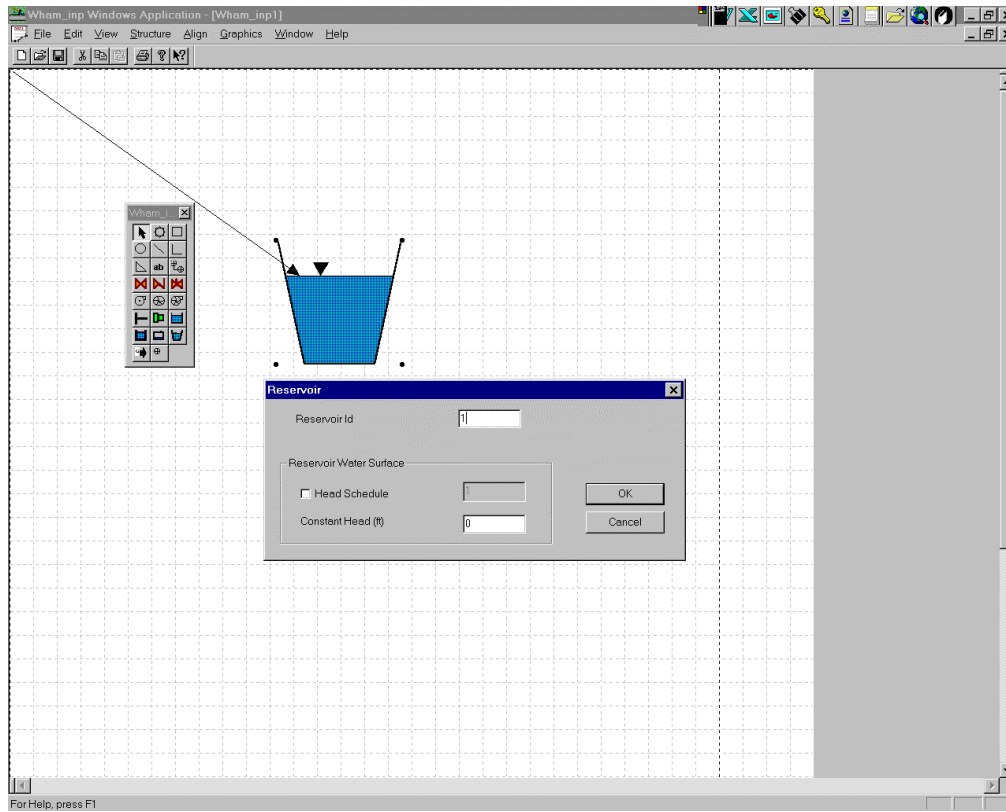 Wham_inp Windows Application - [Wham_inp1]
File Edit View Structure Align Graphics Window Help
Wham_i...
ab
Reservoir
Reservoir Id 1
Reservoir Water Surface
Head Schedule 1
OK
Constant Head (ft) 0
Cancel
For Help, press F1